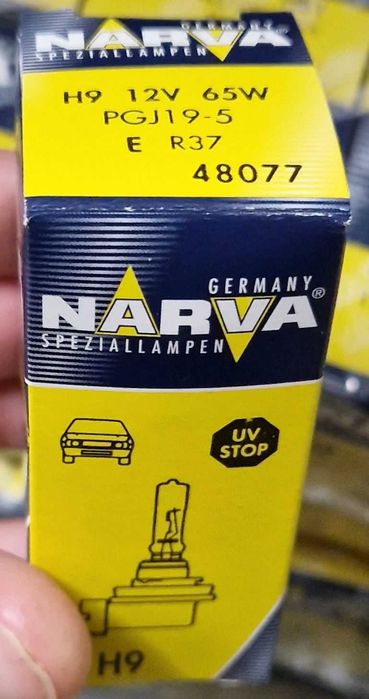 GERMANY
NARVA
SPEZIALLAMPEN
H9 12V 65W
PGJ19-5
E R37
48077
GERMANY
NARVA®
SPEZIALLAMPEN
UV
STOP
H9